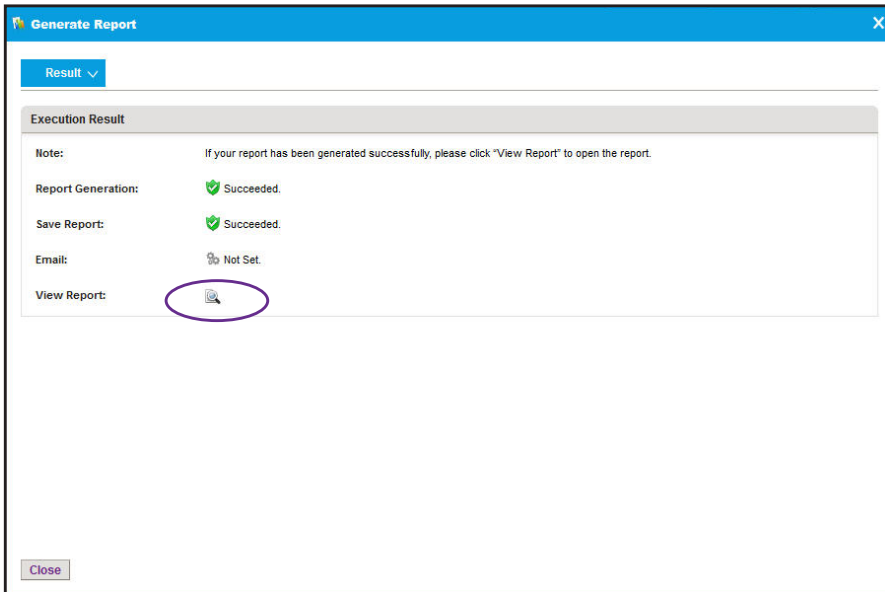 Generate Report
X
Result
Execution Result
Note: If your report has been generated successfully, please click “View Report” to open the report.
Report Generation: Succeeded.
Save Report: Succeeded.
Email: Not Set.
View Report:
Close